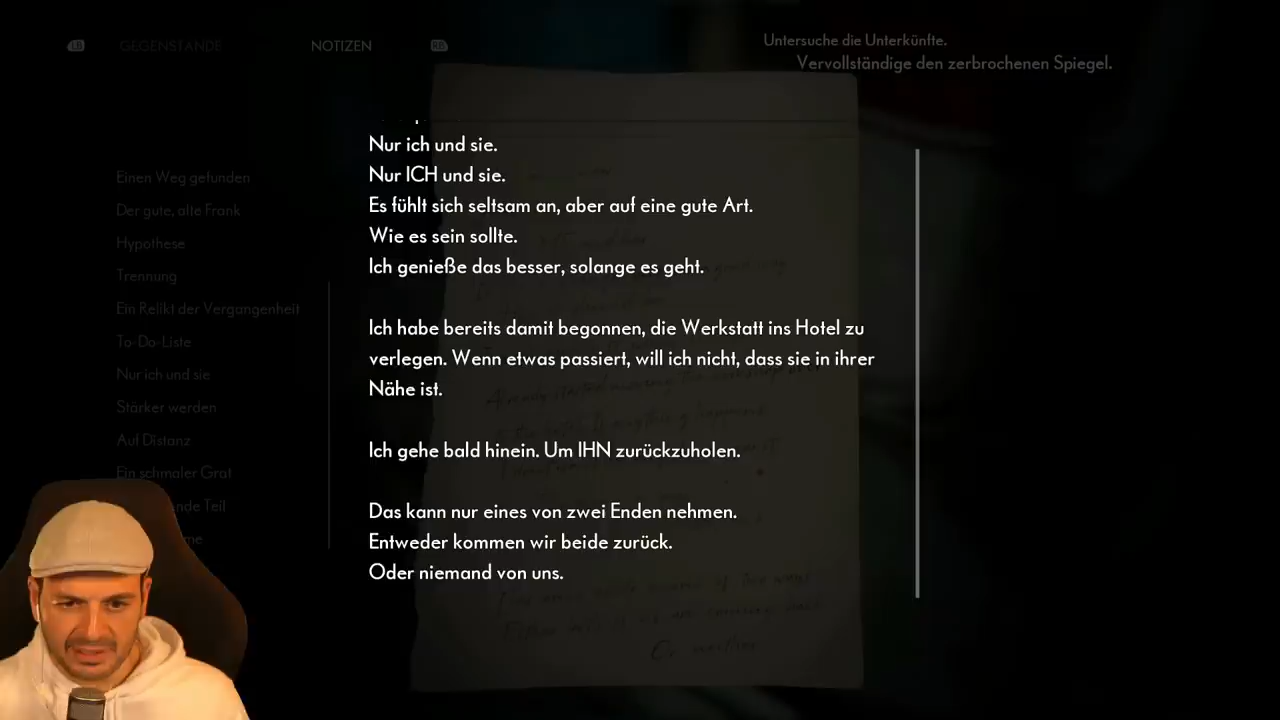 LB
GEGENSTÄNDE
NOTIZEN
RB
Untersuche die Unterkünfte.
Vervollständige den zerbrochenen Spiegel.
Einen Weg gefunden
Der gute, alte Frank
Hypothese
Trennung
Ein Relikt der Vergangenheit
To-Do-Liste
Nur ich und sie
Stärker werden
Auf Distanz
Ein schmaler Grat
Teil
Nur ich und sie.
Nur ICH und sie.
Es fühlt sich seltsam an, aber auf eine gute Art.
Wie es sein sollte.
Ich genieße das besser, solange es geht.
Ich habe bereits damit begonnen, die Werkstatt ins Hotel zu
verlegen. Wenn etwas passiert, will ich nicht, dass sie in ihrer
Nähe ist.
Ich gehe bald hinein. Um IHN zurückzuholen.
Das kann nur eines von zwei Enden nehmen.
Entweder kommen wir beide zurück.
Oder niemand von uns.